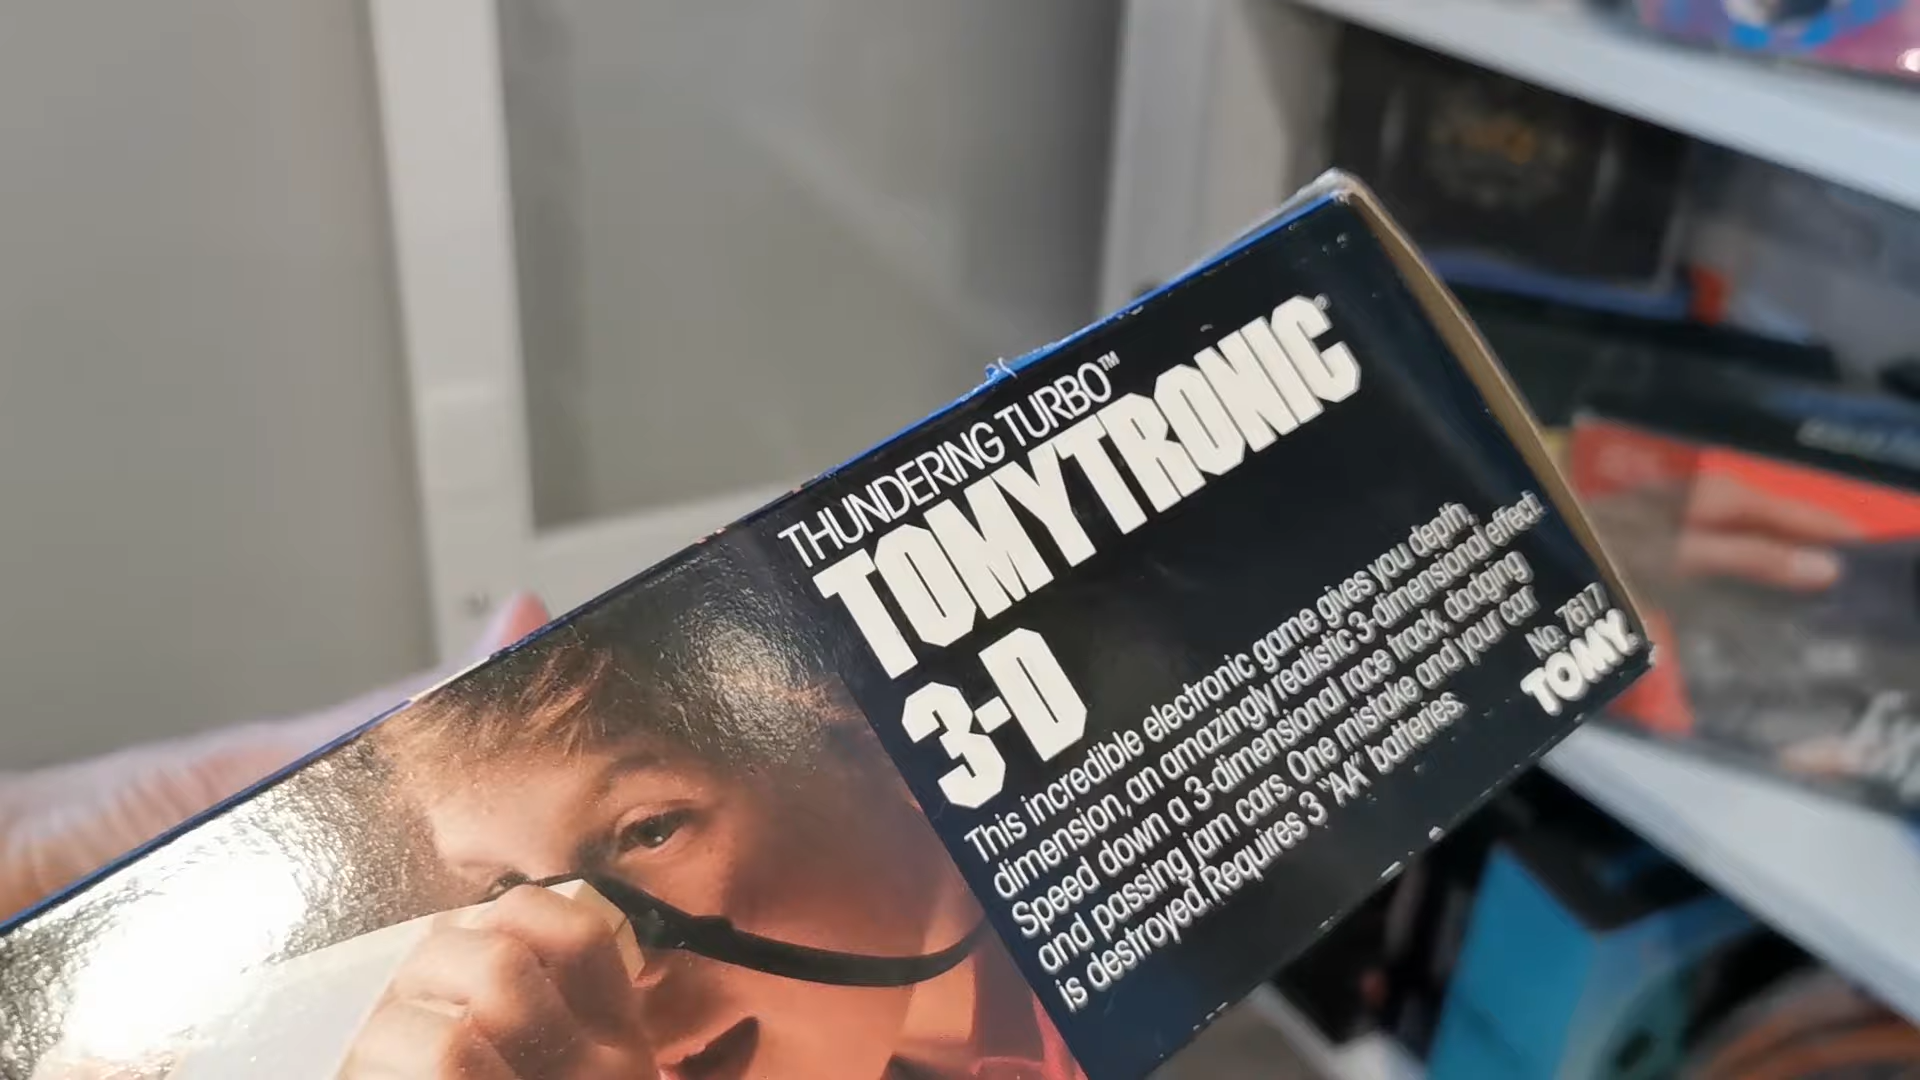 THUNDERING TURBO™
TOMYTRONIC®
3-D
This incredible electronic game gives you depth,
dimension, an amazingly realistic 3-dimensional effect!
Speed down a 3-dimensional race track, dodging
and passing jam cars. One mistake and your car
is destroyed. Requires 3 "AA" batteries.
No. 7617
TOMY®